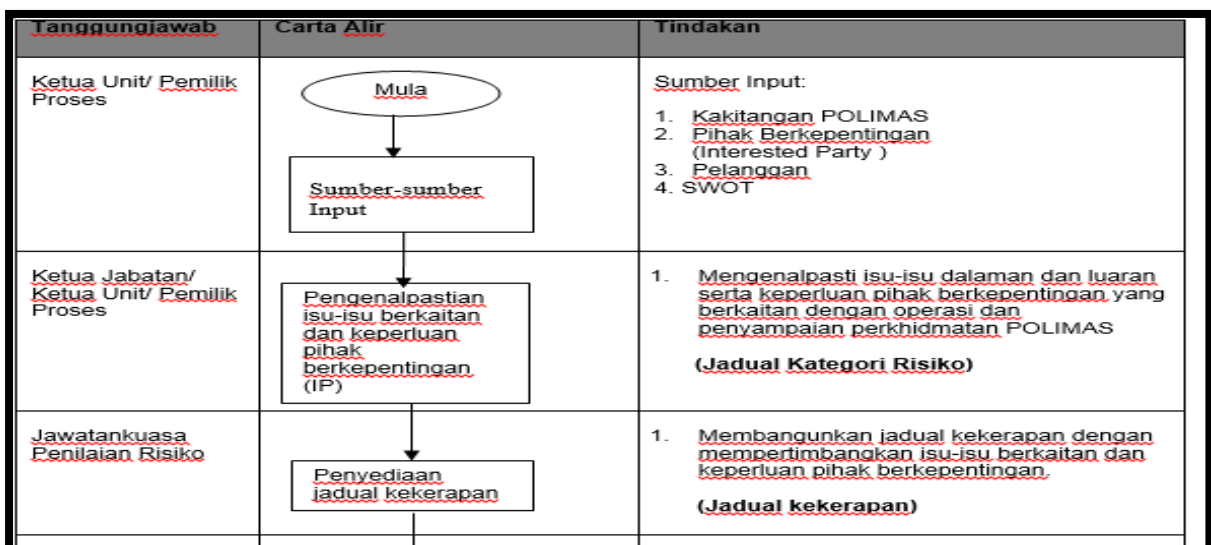 Tanggungjawab
Carta Alir
Tindakan
Ketua Unit/ Pemilik
Proses
Mula
Sumber-sumber
Input
Sumber Input:
1. Kakitangan POLIMAS
2. Pihak Berkepentingan
(Interested Party )
3. Pelanggan
4. SWOT
Ketua Jabatan/
Ketua Unit/ Pemilik
Proses
Pengenalpastian
isu-isu berkaitan
dan keperluan
pihak
berkepentingan
(IP)
1. Mengenalpasti isu-isu dalaman dan luaran
serta keperluan pihak berkepentingan yang
berkaitan dengan operasi dan
penyampaian perkhidmatan POLIMAS
(Jadual Kategori Risiko)
Jawatankuasa
Penilaian Risiko
Penyediaan
jadual kekerapan
1. Membangunkan jadual kekerapan dengan
mempertimbangkan isu-isu berkaitan dan
keperluan pihak berkepentingan.
(Jadual kekerapan)